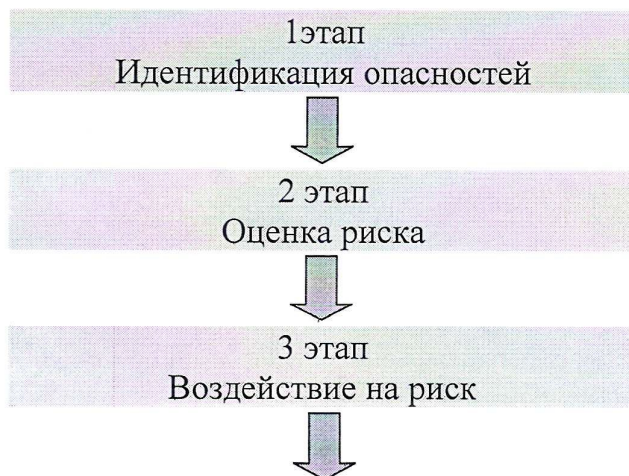 1этап
Идентификация опасностей
2 этап
Оценка риска
3 этап
Воздействие на риск